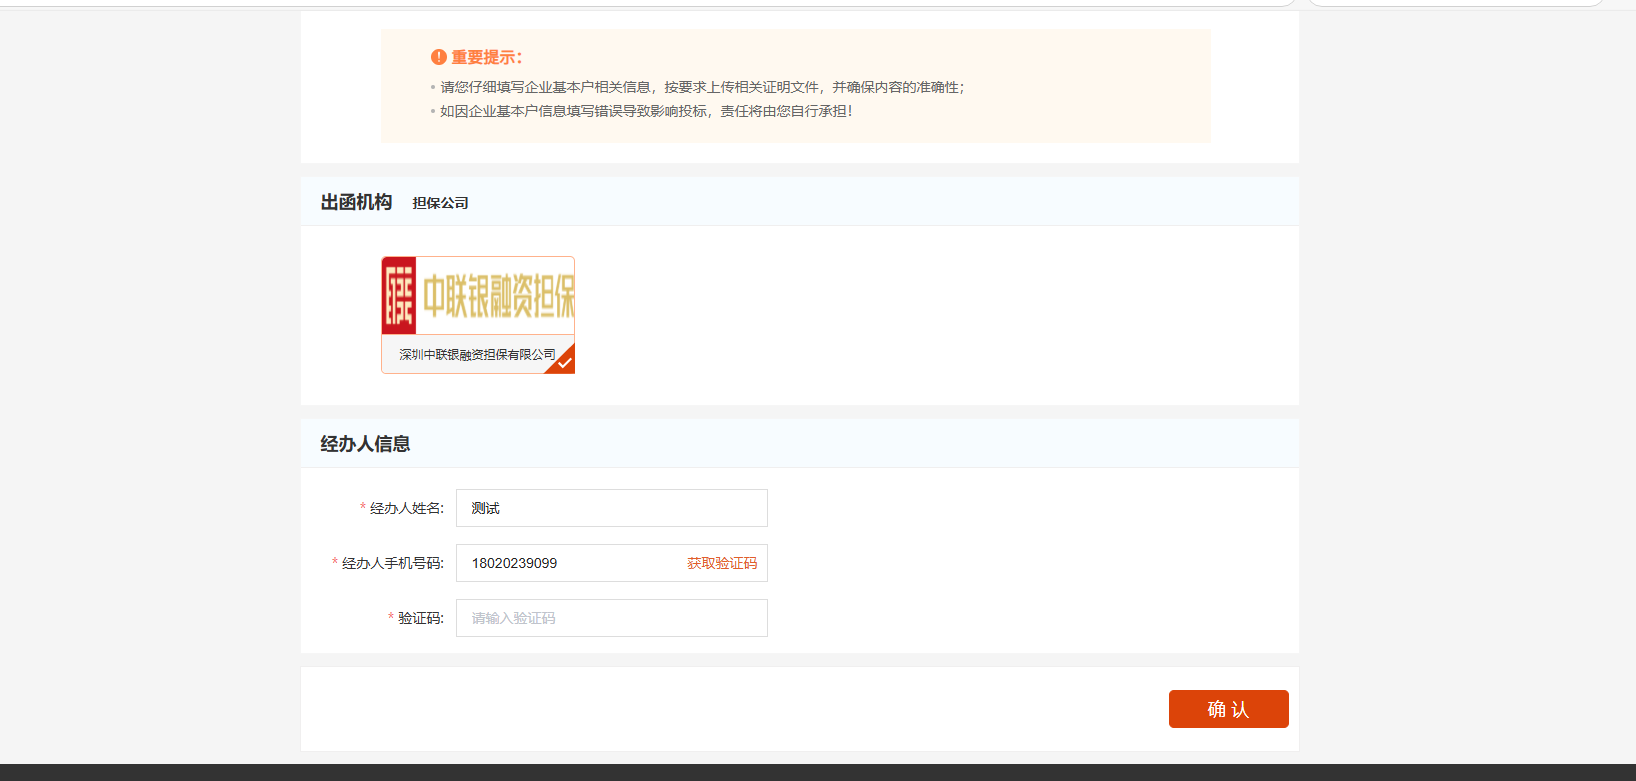 重要提示：
• 请您仔细填写企业基本户相关信息，按要求上传相关证明文件，并确保内容的准确性；
• 如因企业基本户信息填写错误导致影响投标，责任将由您自行承担！
出函机构 担保公司
中联银融资担保
深圳中联银融资担保有限公司
经办人信息
* 经办人姓名: 测试
* 经办人手机号码: 18020239099 获取验证码
* 验证码: 请输入验证码
确 认